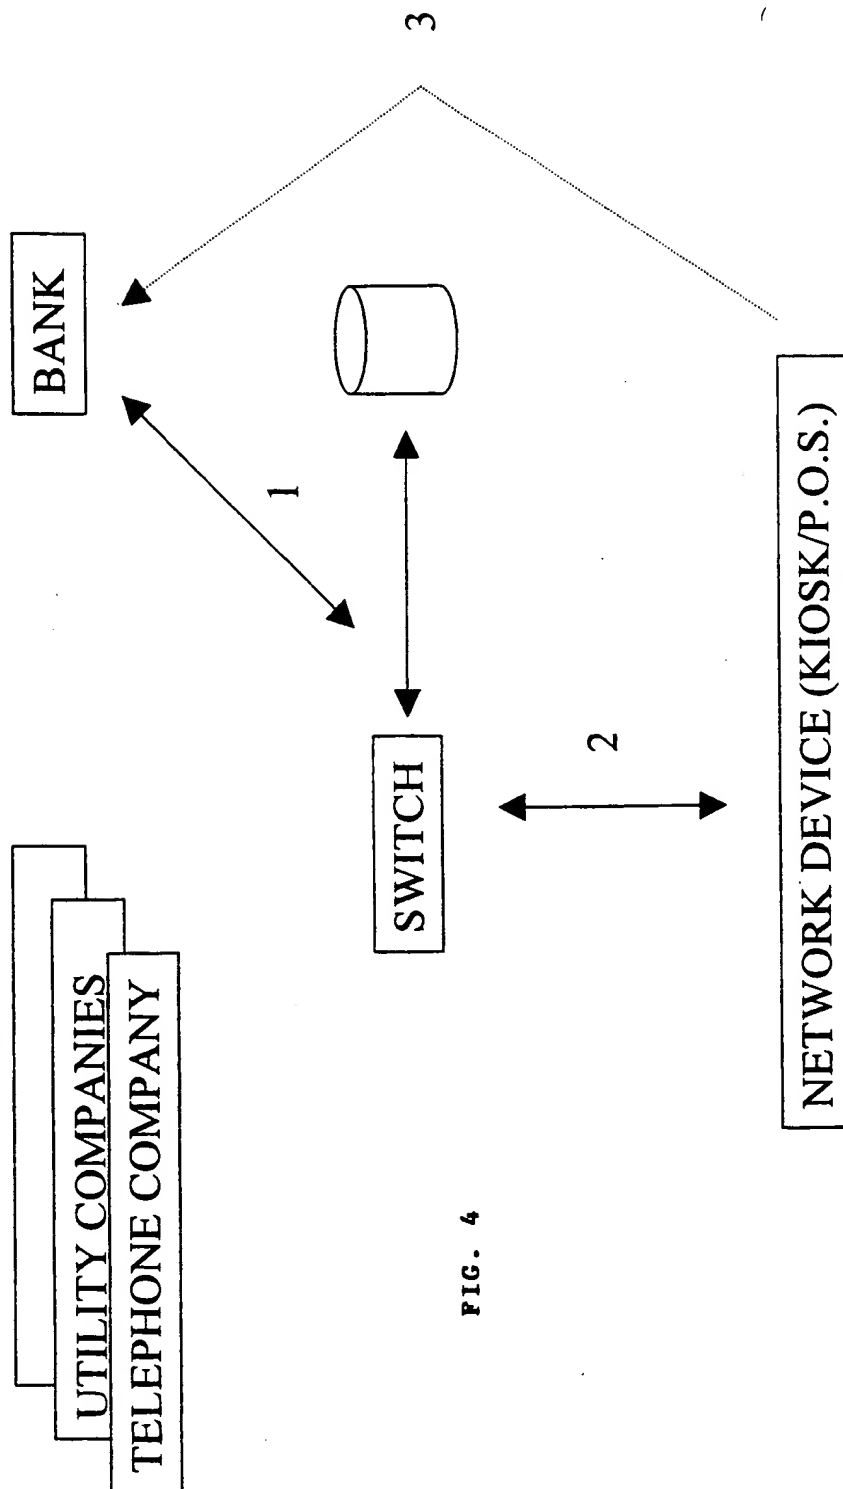 UTILITY COMPANIES
TELEPHONE COMPANY
BANK
1
SWITCH
2
3
NETWORK DEVICE (KIOSK/P.O.S.)
FIG. 4